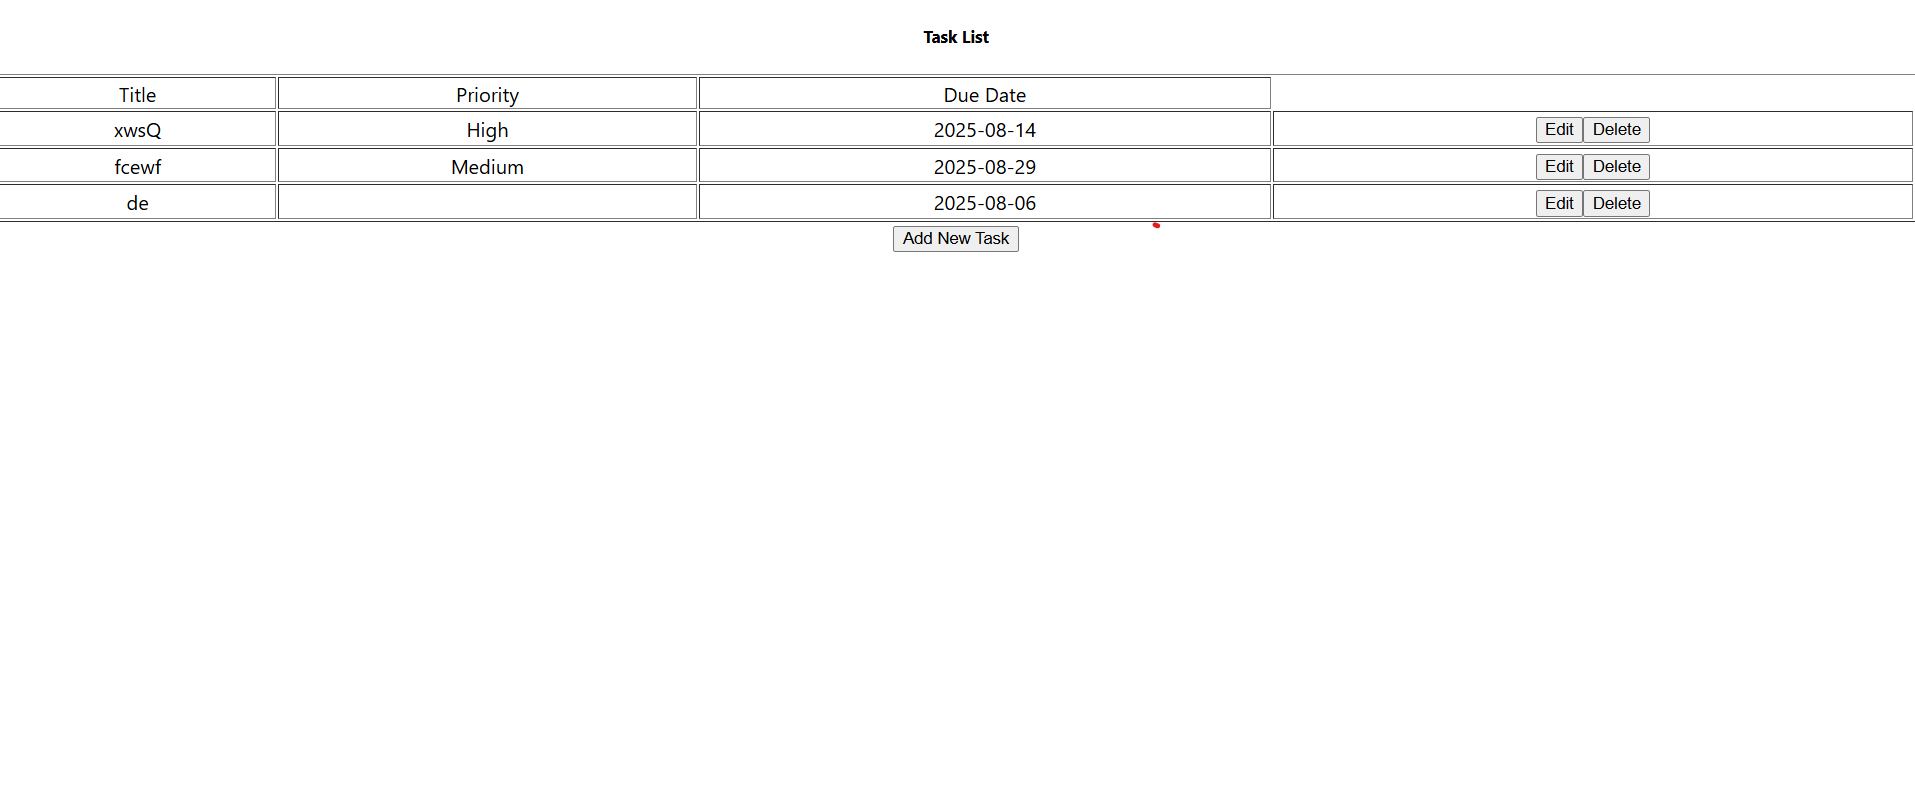 Task List
Title Priority Due Date
xwsQ High 2025-08-14 Edit Delete
fcewf Medium 2025-08-29 Edit Delete
de 2025-08-06 Edit Delete
Add New Task